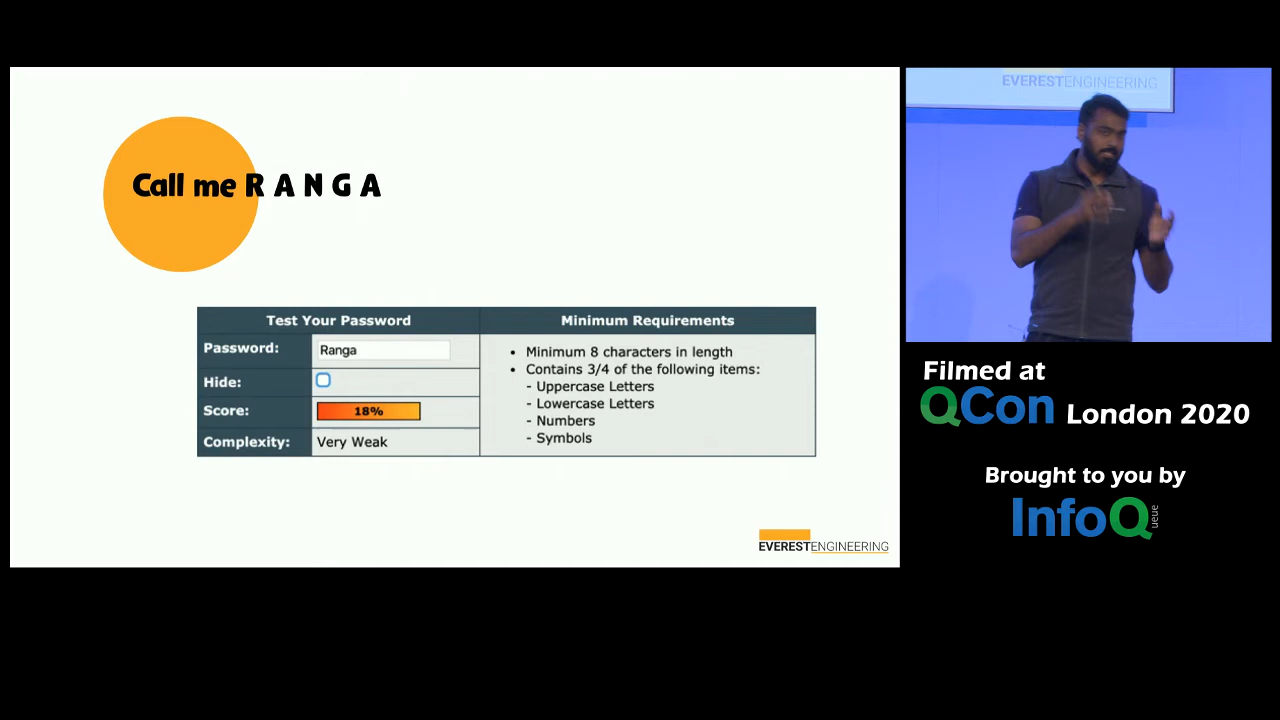 Call me R A N G A
Test Your Password
Minimum Requirements
Password:
Ranga
Hide:
Score:
18%
Complexity:
Very Weak
• Minimum 8 characters in length
• Contains 3/4 of the following items:
- Uppercase Letters
- Lowercase Letters
- Numbers
- Symbols
EVERESTENGINEERING
EVERESTENGINEERING
Filmed at
QCon London 2020
Brought to you by
InfoQueue